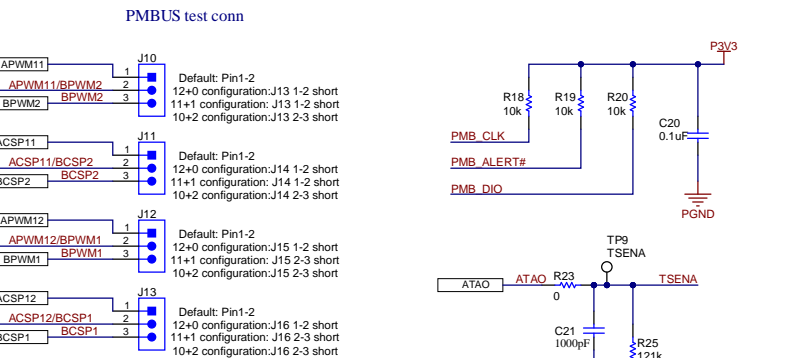 PMBUS test conn
J10
APWM11
APWM11/BPWM2
BPWM2
BPWM2
1
2
3
Default: Pin1-2
12+0 configuration:J13 1-2 short
11+1 configuration:J13 1-2 short
10+2 configuration:J13 2-3 short
J11
ACSP11
ACSP11/BCSP2
BCSP2
BCSP2
1
2
3
Default: Pin1-2
12+0 configuration:J14 1-2 short
11+1 configuration:J14 1-2 short
10+2 configuration:J14 2-3 short
J12
APWM12
APWM12/BPWM1
BPWM1
BPWM1
1
2
3
Default: Pin1-2
12+0 configuration:J15 1-2 short
11+1 configuration:J15 2-3 short
10+2 configuration:J15 2-3 short
J13
ACSP12
ACSP12/BCSP1
BCSP1
BCSP1
1
2
3
Default: Pin1-2
12+0 configuration:J16 1-2 short
11+1 configuration:J16 2-3 short
10+2 configuration:J16 2-3 short
P3V3
R18
10k
R19
10k
R20
10k
C20
0.1uF
PMB_CLK
PMB_ALERT#
PMB_DIO
PGND
TP9
TSENA
ATAO
ATAO
R23
0
TSENA
C21
1000pF
R25
121k